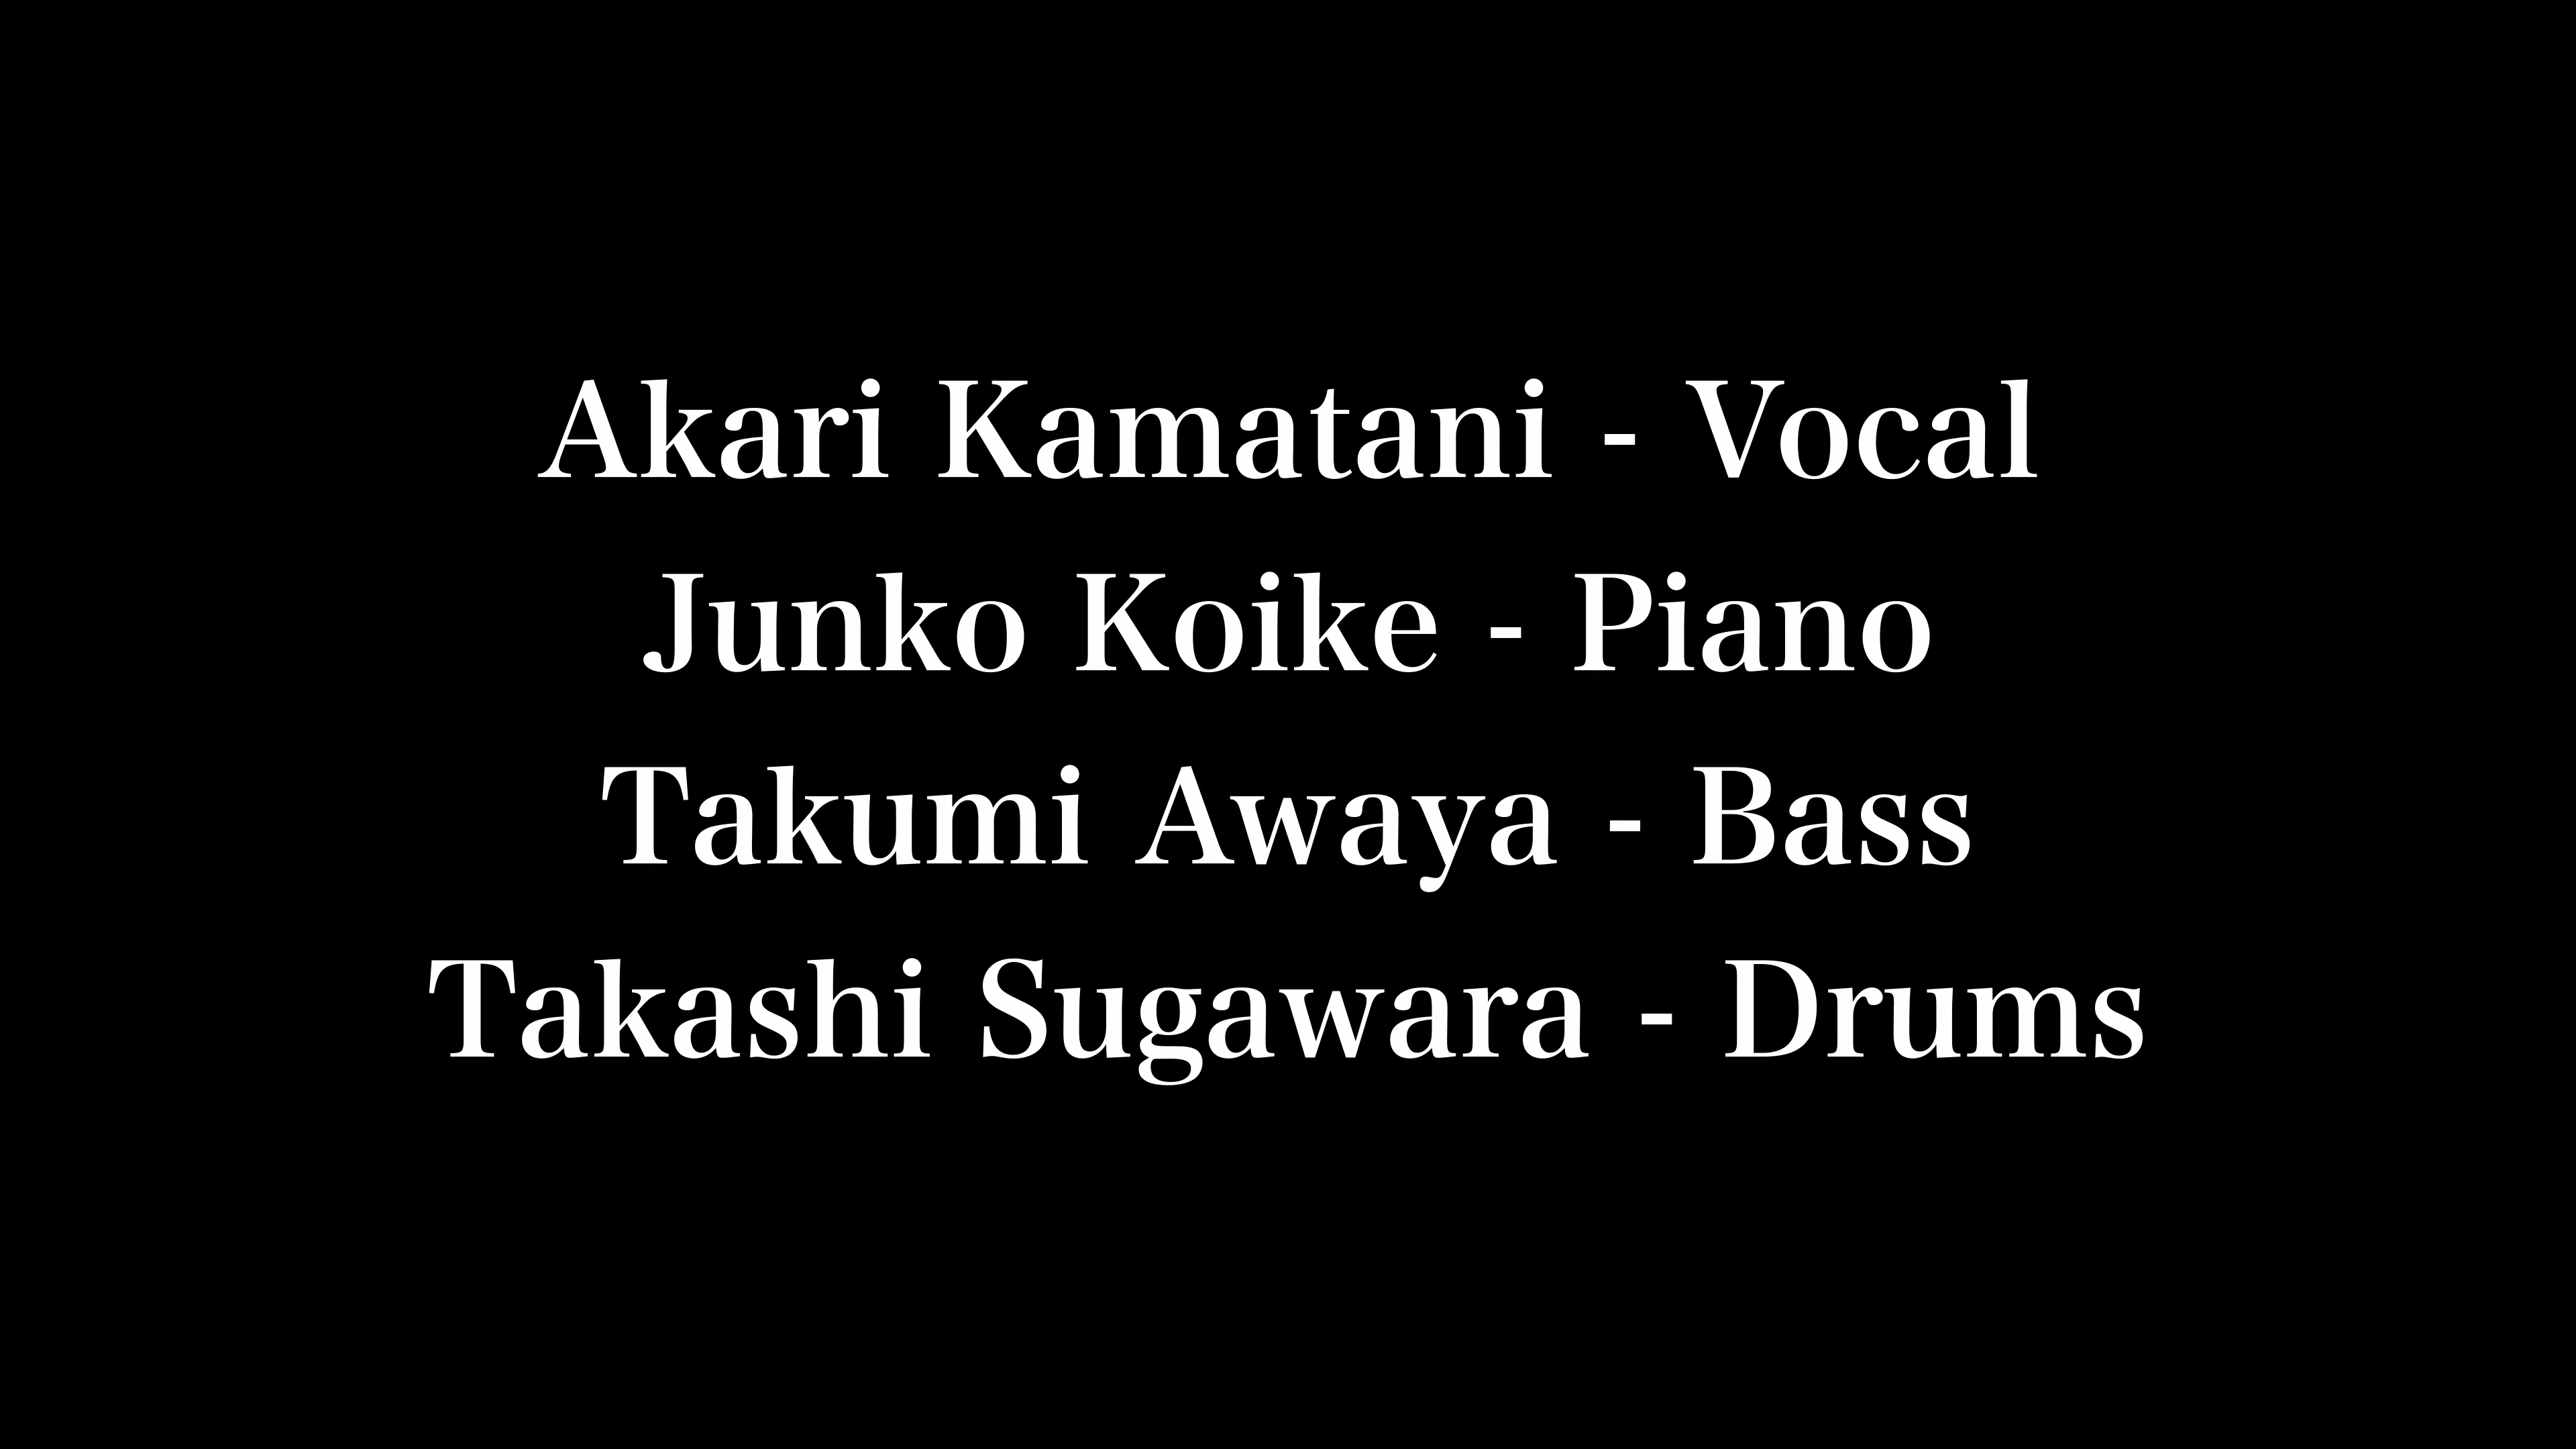 Akari Kamatani - Vocal
Junko Koike - Piano
Takumi Awaya - Bass
Takashi Sugawara - Drums